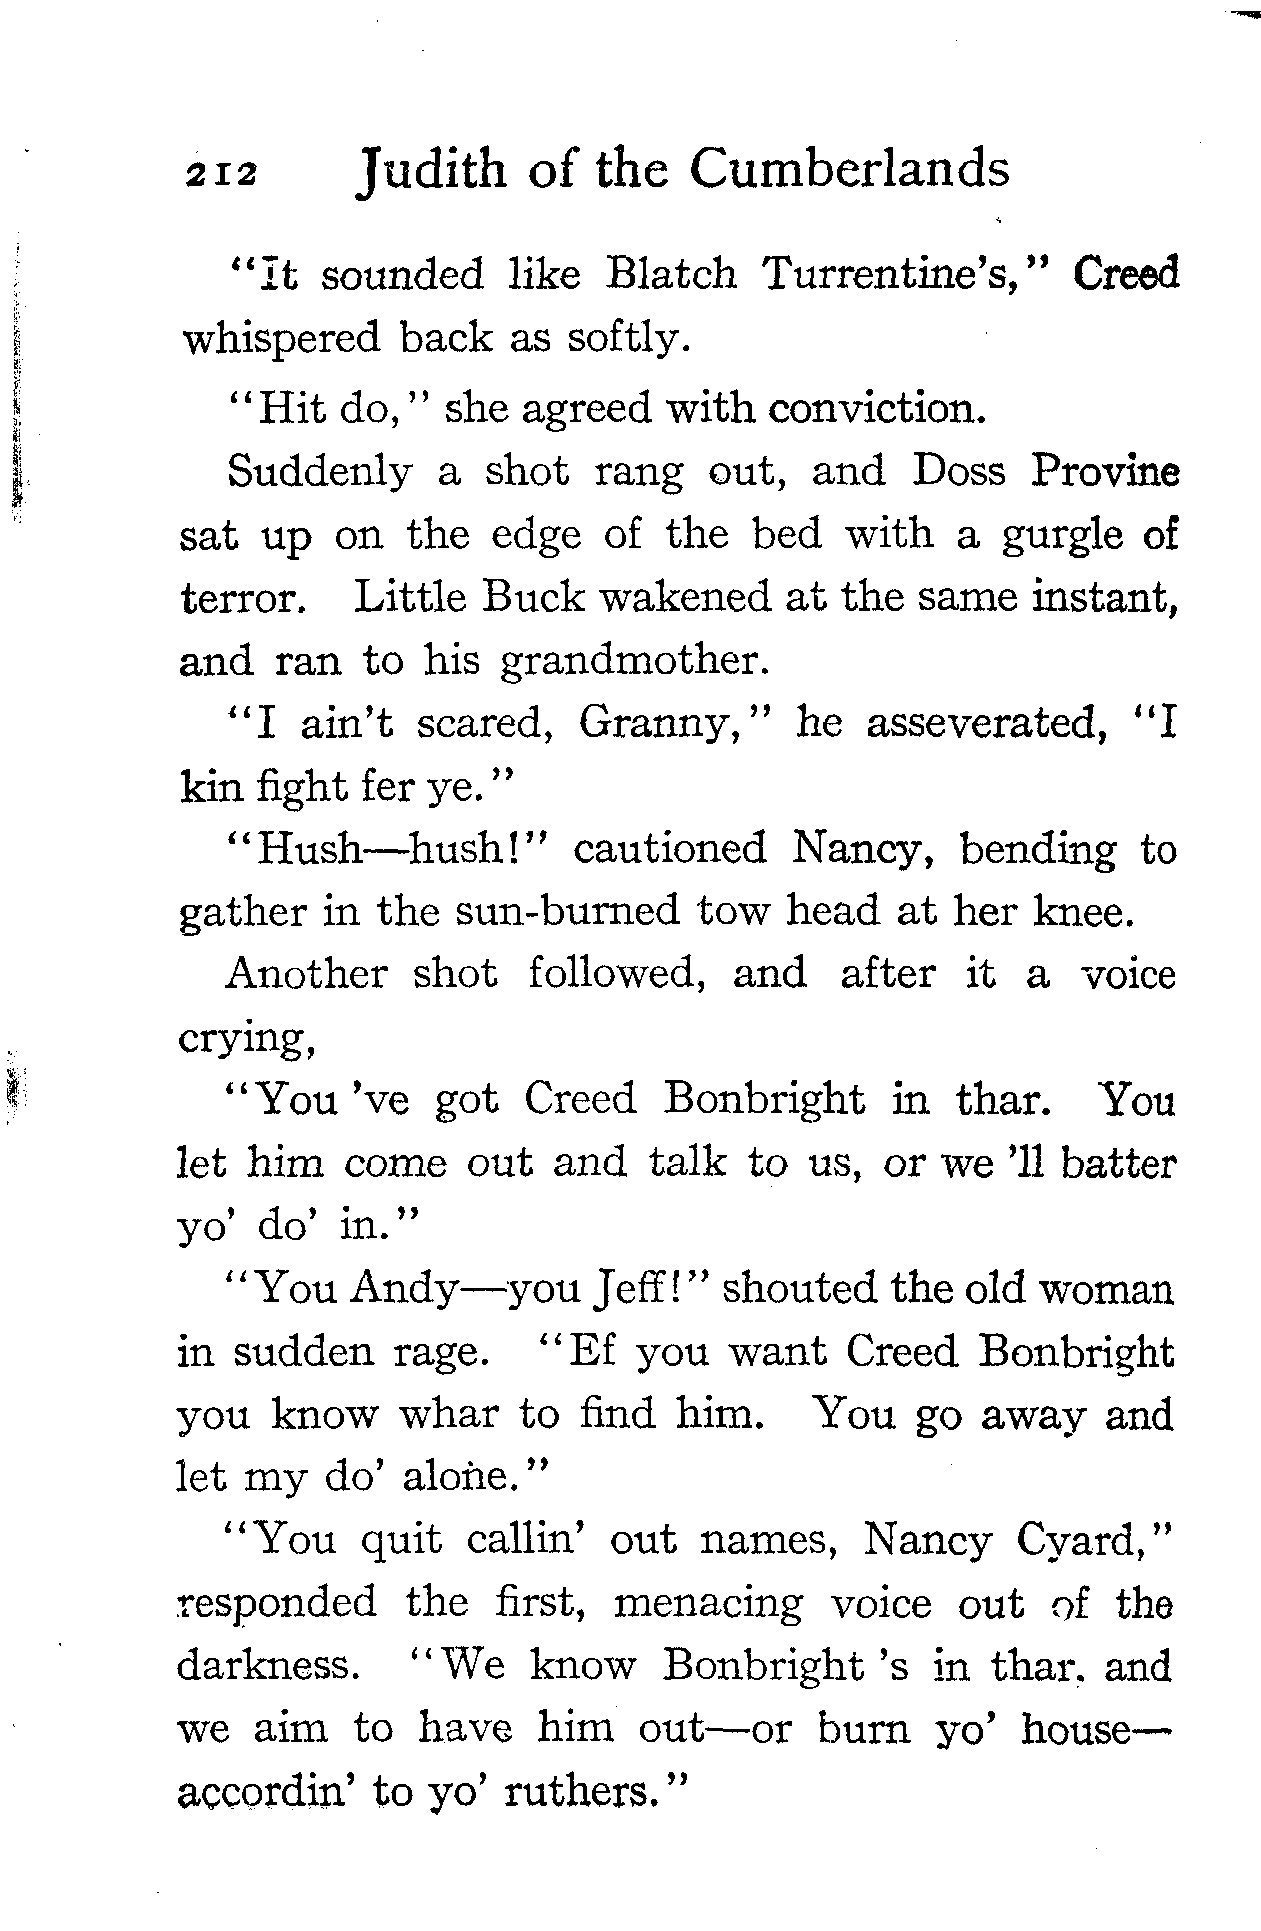 212 Judith of the Cumberlands
“It sounded like Blatch Turrentine’s,” Creed
whispered back as softly.
“Hit do,” she agreed with conviction.
Suddenly a shot rang out, and Doss Provine
sat up on the edge of the bed with a gurgle of
terror. Little Buck wakened at the same instant,
and ran to his grandmother.
“I ain’t scared, Granny,” he asseverated, “I
kin fight fer ye.”
“Hush—hush!” cautioned Nancy, bending to
gather in the sun-burned tow head at her knee.
Another shot followed, and after it a voice
crying,
“You ’ve got Creed Bonbright in thar. You
let him come out and talk to us, or we ’ll batter
yo’ do’ in.”
“You Andy—you Jeff!” shouted the old woman
in sudden rage. “Ef you want Creed Bonbright
you know whar to find him. You go away and
let my do’ alone.”
“You quit callin’ out names, Nancy Cyard,”
responded the first, menacing voice out of the
darkness. “We know Bonbright ’s in thar, and
we aim to have him out—or burn yo’ house—
accordin’ to yo’ ruthers.”